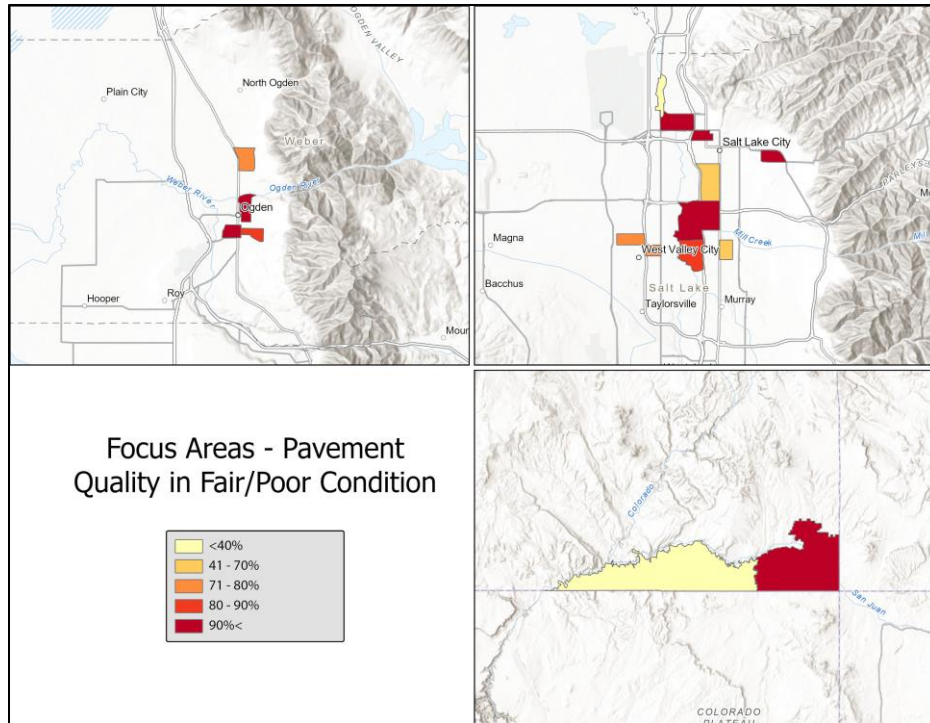 OGDEN VALLEY
North Ogden
Plain City
Weber
Weber River
Ogden River
Ogden
Hooper
Roy
Salt Lake City
Magna
Mill Creek
West Valley City
Bacchus
Salt Lake
Taylorsville
Murray
Focus Areas - Pavement
Quality in Fair/Poor Condition
<40%
41 - 70%
71 - 80%
80 - 90%
90%<
Colorado
San Juan
COLORADO
PLATEAU